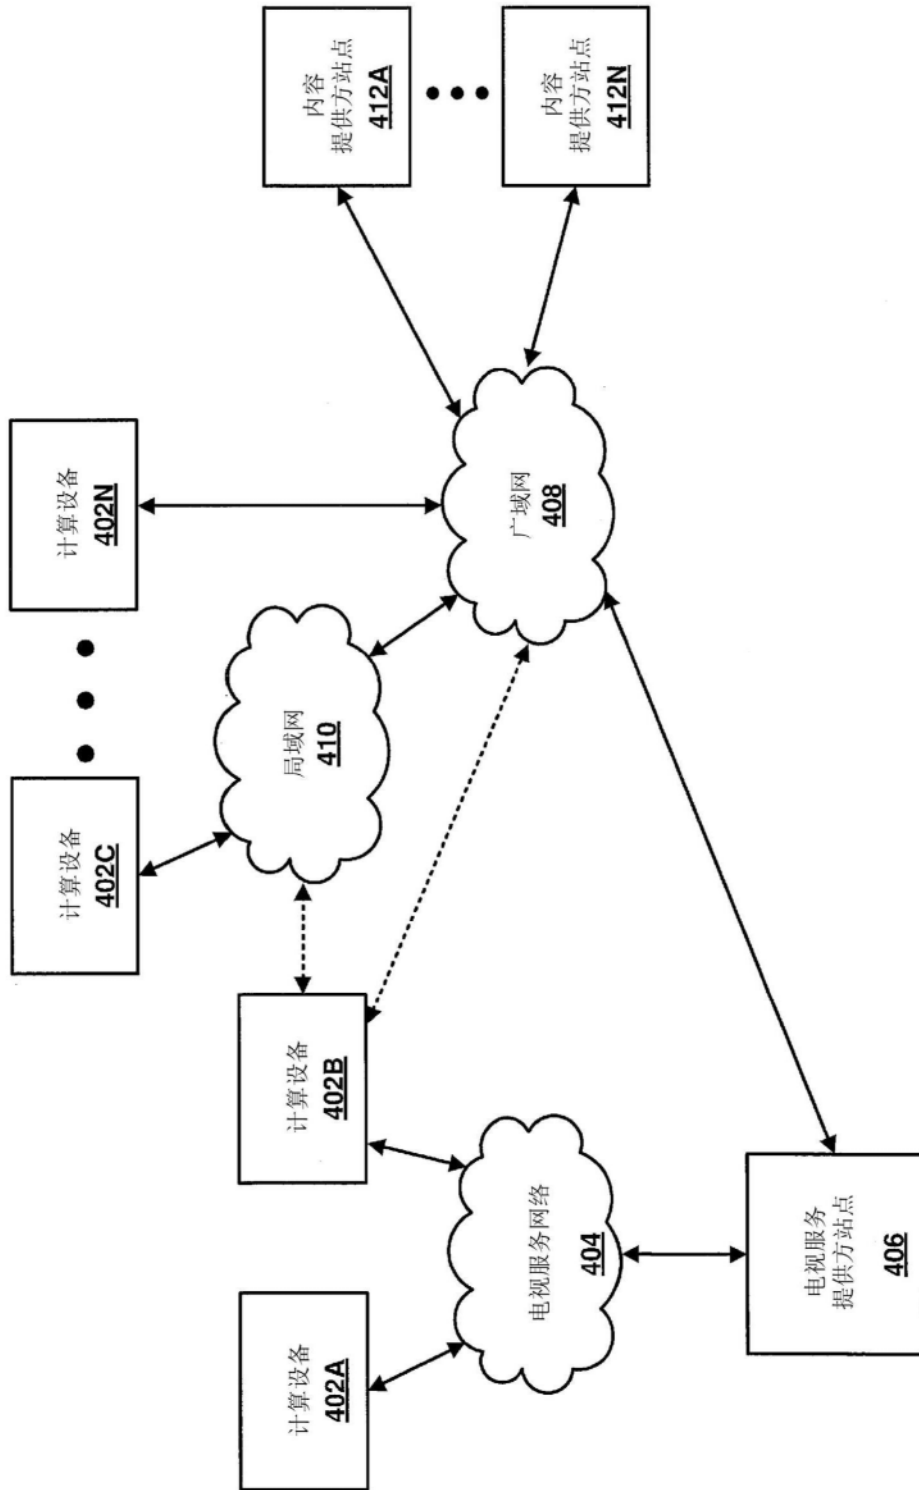 计算设备
402C
计算设备
402N
计算设备
402A
计算设备
402B
局域网
410
内容
提供方站点
412A
电视服务网络
404
广域网
408
内容
提供方站点
412N
电视服务
提供方站点
406